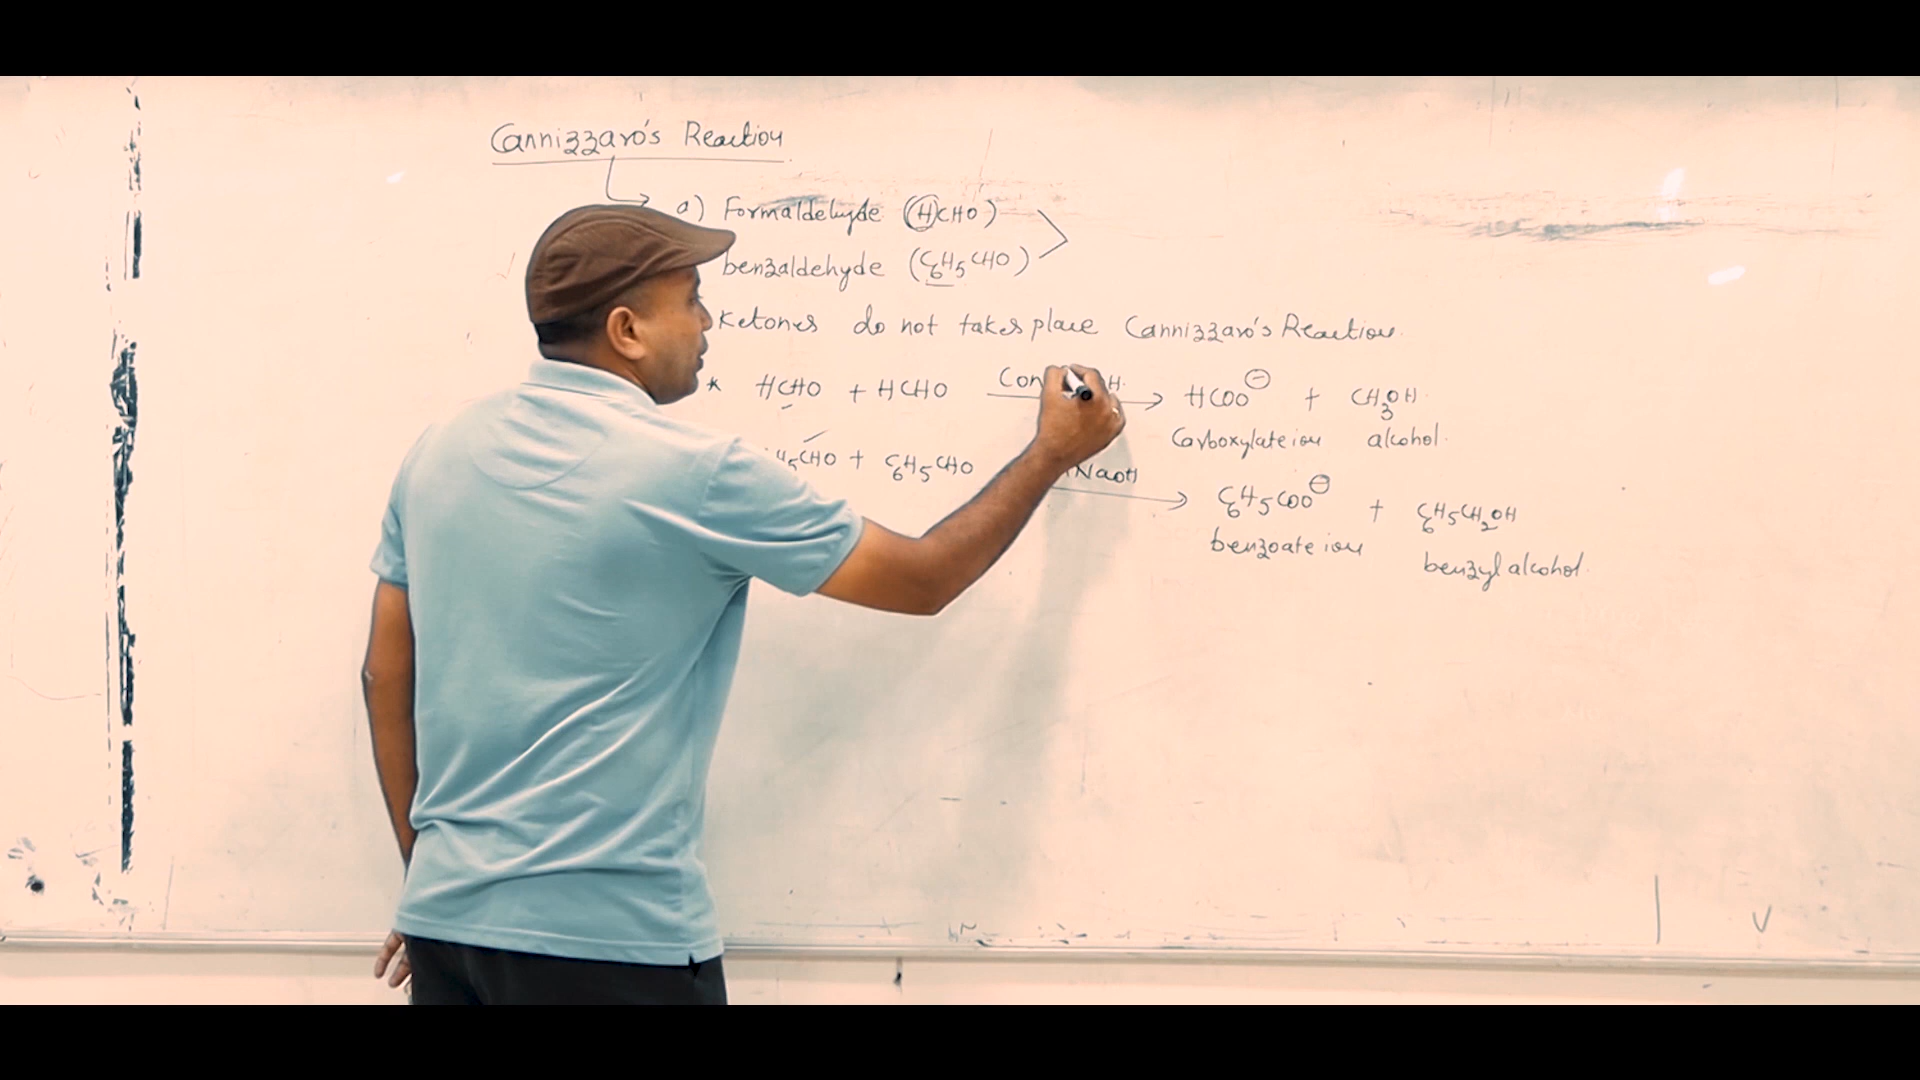 Cannizzaro's Reaction
a) Formaldehyde (HCHO)
benzaldehyde (C6H5CHO)
Ketones do not takes place Cannizzaro's Reaction.
* HCHO + HCHO → HCOO⊖ + CH3OH
Carboxylate ion alcohol.
H5CHO + C6H5CHO NaOH → C6H5COO⊖ + C6H5CH2OH
benzoate ion benzyl alcohol.